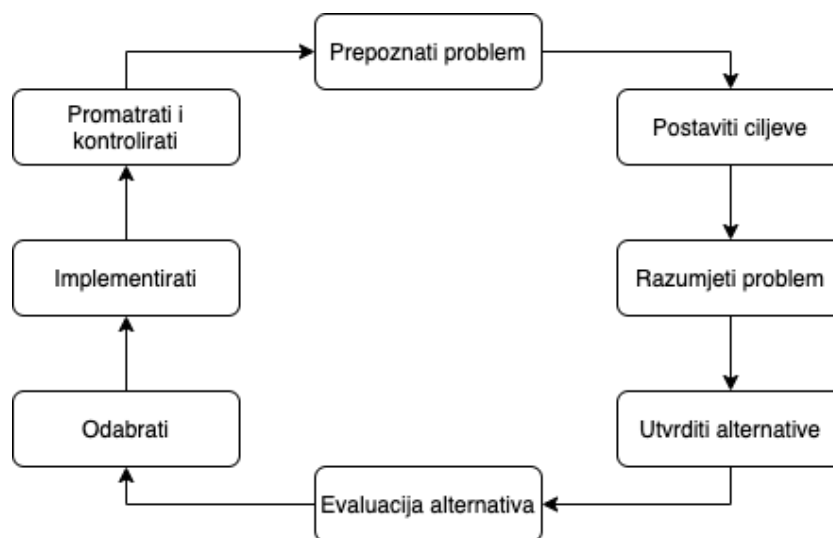 Prepoznati problem
Postaviti ciljeve
Razumjeti problem
Utvrditi alternative
Evaluacija alternativa
Odabrati
Implementirati
Promatrati i
kontrolirati